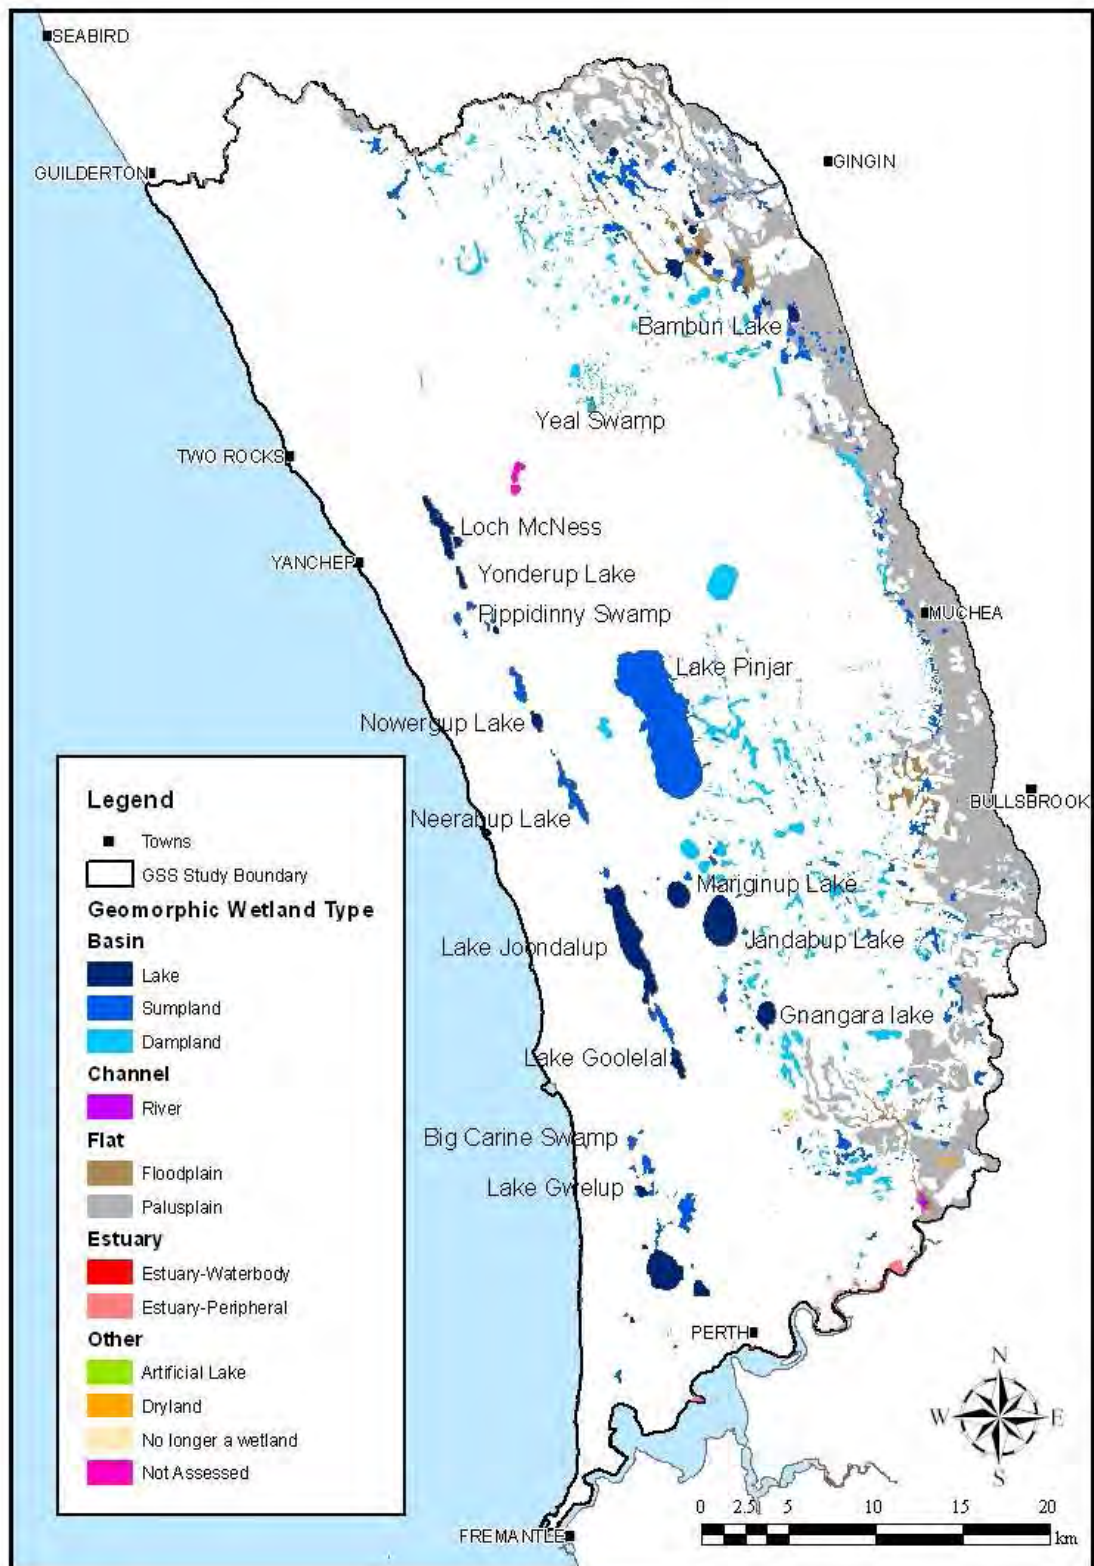 SEABIRD
GINGIN
GUILDERTON
Bambun Lake
Yeal Swamp
TWO ROCKS
Loch McNess
YANCHEP
Yonderup Lake
Pippidinny Swamp
MUCHEA
Lake Pinjar
Nowergup Lake
BULLSBROOK
Neerabup Lake
Mariginup Lake
Lake Joondalup
Jandabup Lake
Gnangara lake
Lake Goolelal
Big Carine Swamp
Lake Gwelup
PERTH
FREMANTLE
Legend
Towns
GSS Study Boundary
Geomorphic Wetland Type
Basin
Lake
Sumpland
Dampland
Channel
River
Flat
Floodplain
Palusplain
Estuary
Estuary-Waterbody
Estuary-Peripheral
Other
Artificial Lake
Dryland
No longer a wetland
Not Assessed
N
W E
S
0 2.5 5 10 15 20
km